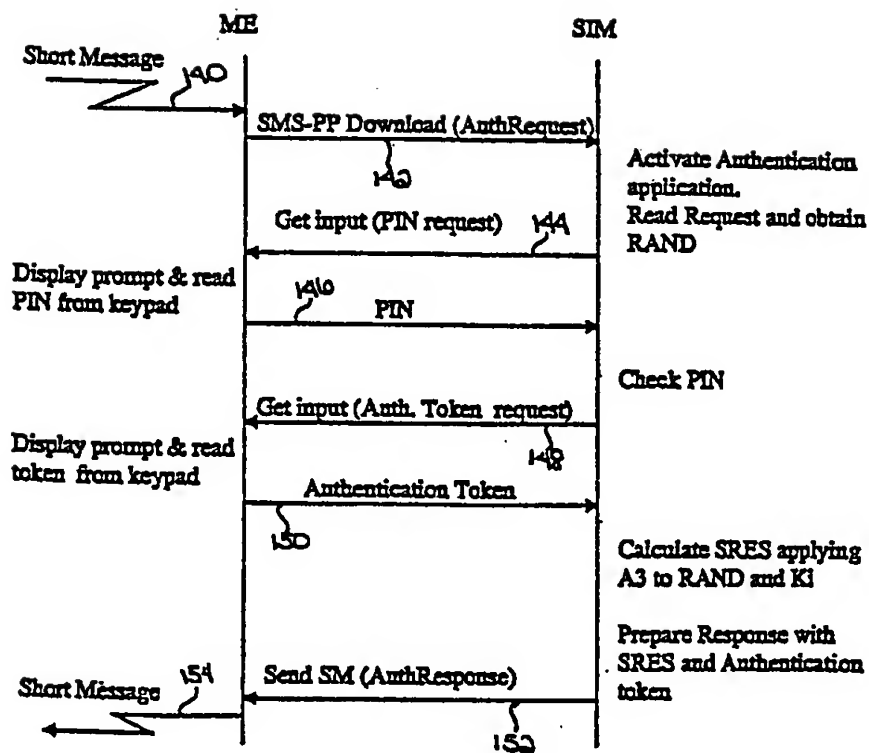 ME
SIM
Short Message
140
SMS-PP Download (AuthRequest)
142
Activate Authentication
application.
Read Request and obtain
RAND
Get input (PIN request)
144
Display prompt & read
PIN from keypad
146
PIN
Check PIN
Get input (Auth. Token request)
148
Display prompt & read
token from keypad
Authentication Token
150
Calculate SRES applying
A3 to RAND and Ki
Prepare Response with
SRES and Authentication
token
Short Message
154
Send SM (AuthResponse)
152